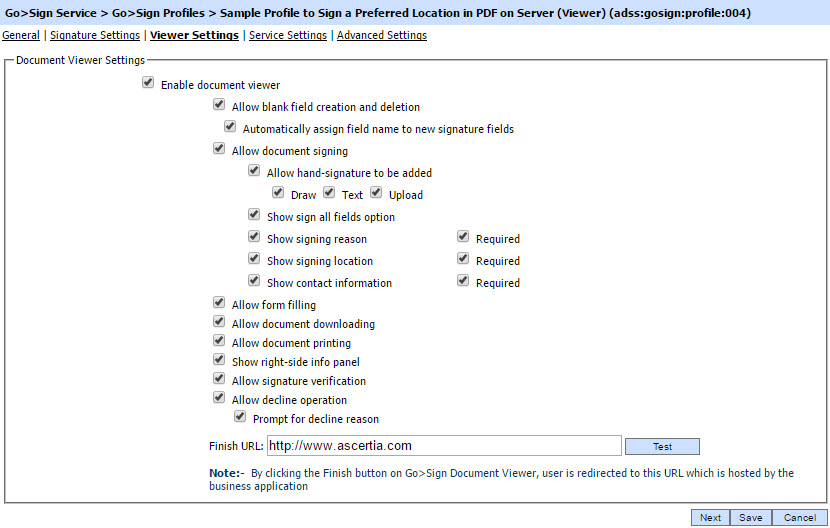 Go>Sign Service > Go>Sign Profiles > Sample Profile to Sign a Preferred Location in PDF on Server (Viewer) (adss:gosign:profile:004)
General | Signature Settings | Viewer Settings | Service Settings | Advanced Settings
Document Viewer Settings
Enable document viewer
Allow blank field creation and deletion
Automatically assign field name to new signature fields
Allow document signing
Allow hand-signature to be added
Draw Text Upload
Show sign all fields option
Show signing reason Required
Show signing location Required
Show contact information Required
Allow form filling
Allow document downloading
Allow document printing
Show right-side info panel
Allow signature verification
Allow decline operation
Prompt for decline reason
Finish URL: http://www.ascertia.com Test
Note:- By clicking the Finish button on Go>Sign Document Viewer, user is redirected to this URL which is hosted by the
business application
Next Save Cancel